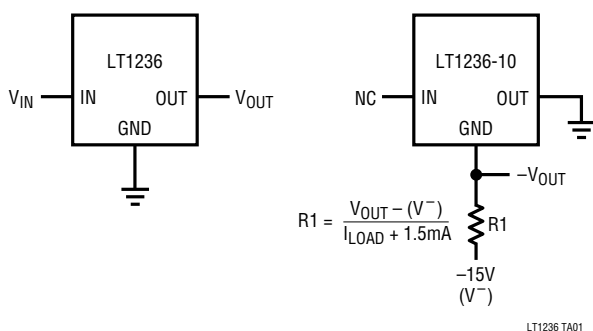 LT1236
V_IN IN OUT V_OUT
GND
LT1236-10
NC IN OUT
GND
–V_OUT
R1 = V_OUT – (V⁻) / I_LOAD + 1.5mA
R1
–15V
(V⁻)
LT1236 TA01